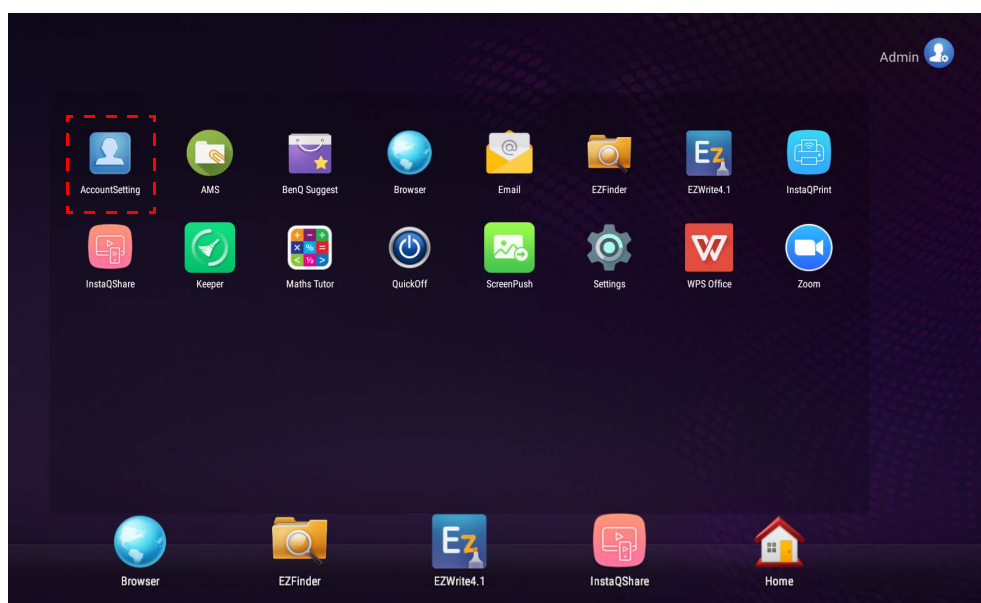 Admin
AccountSetting AMS BenQ Suggest Browser Email EZFinder EZWrite4.1 InstaQPrint
InstaQShare Keeper Maths Tutor QuickOff ScreenPush Settings WPS Office Zoom
Browser EZFinder EZWrite4.1 InstaQShare Home